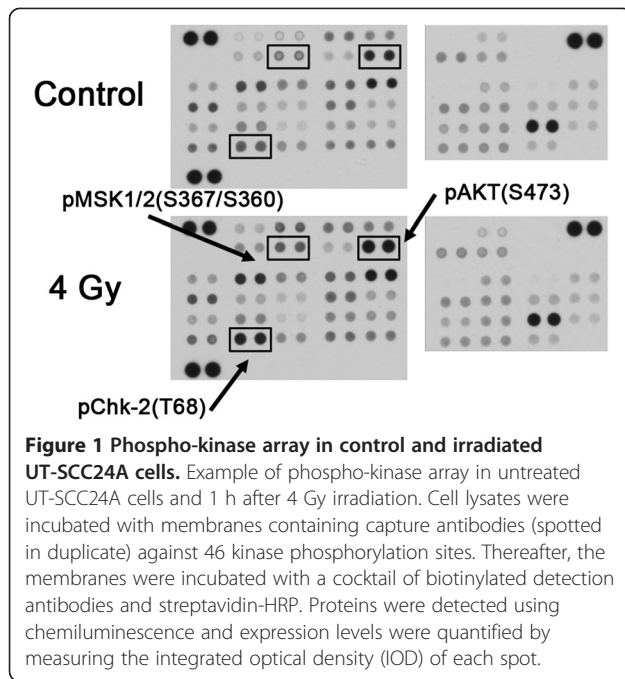 Control
pMSK1/2(S367/S360)
pAKT(S473)
4 Gy
pChk-2(T68)
Figure 1 Phospho-kinase array in control and irradiated
UT-SCC24A cells. Example of phospho-kinase array in untreated
UT-SCC24A cells and 1 h after 4 Gy irradiation. Cell lysates were
incubated with membranes containing capture antibodies (spotted
in duplicate) against 46 kinase phosphorylation sites. Thereafter, the
membranes were incubated with a cocktail of biotinylated detection
antibodies and streptavidin-HRP. Proteins were detected using
chemiluminescence and expression levels were quantified by
measuring the integrated optical density (IOD) of each spot.